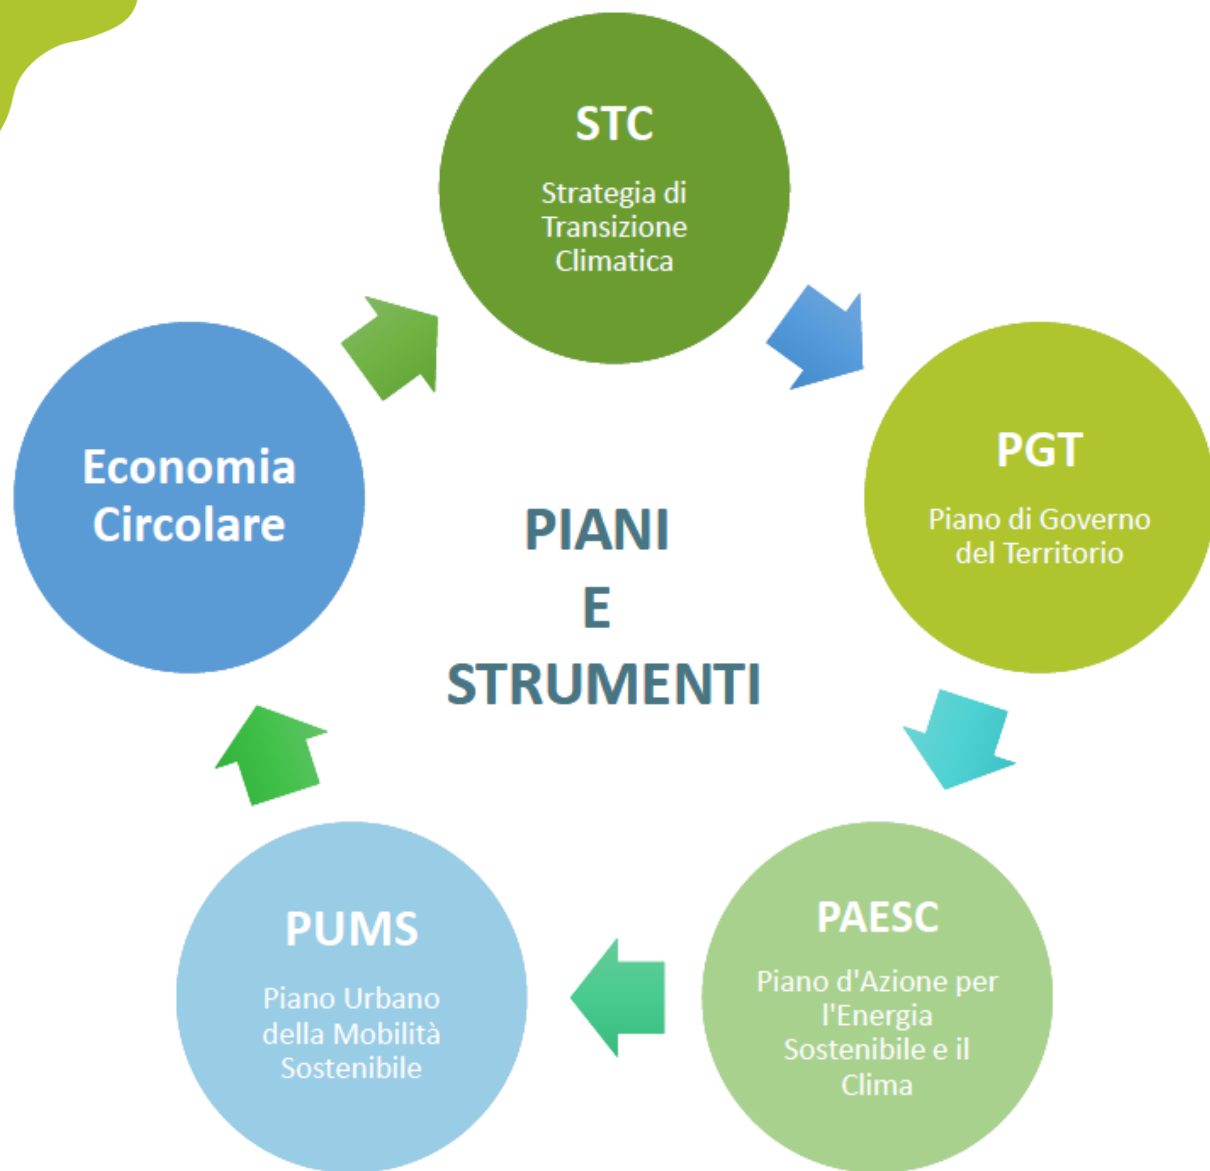 STC
Strategia di
Transizione
Climatica
PGT
Piano di Governo
del Territorio
PAESC
Piano d'Azione per
l'Energia
Sostenibile e il
Clima
PUMS
Piano Urbano
della Mobilità
Sostenibile
Economia
Circolare
PIANI
E
STRUMENTI